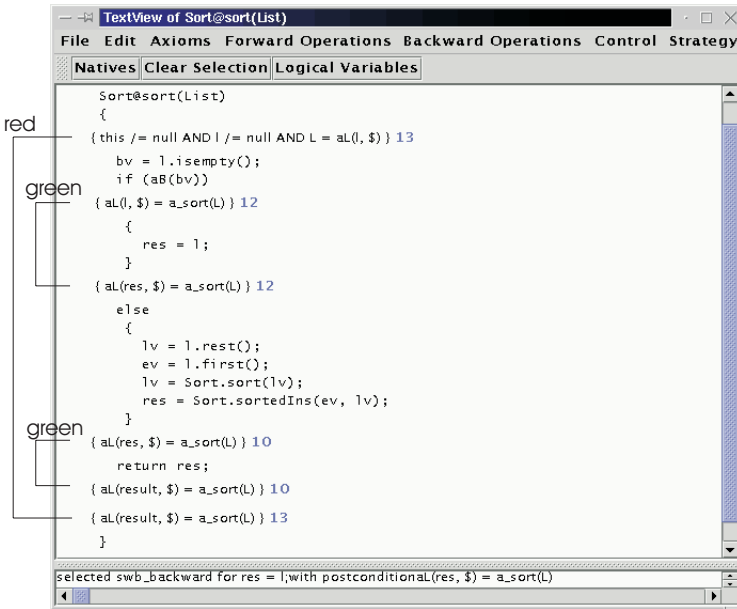 TextView of Sort@sort(List)
File Edit Axioms Forward Operations Backward Operations Control Strategy
Natives Clear Selection Logical Variables
Sort@sort(List)
{
red
{ this /= null AND l /= null AND L = aL(l, $) } 13
bv = l.isempty();
if (aB(bv))
green
{ aL(l, $) = a_sort(L) } 12
{
res = l;
}
{ aL(res, $) = a_sort(L) } 12
else
{
lv = l.rest();
ev = l.first();
lv = Sort.sort(lv);
res = Sort.sortedIns(ev, lv);
}
green
{ aL(res, $) = a_sort(L) } 10
return res;
{ aL(result, $) = a_sort(L) } 10
{ aL(result, $) = a_sort(L) } 13
}
selected swb_backward for res = l;with postconditionaL(res, $) = a_sort(L)